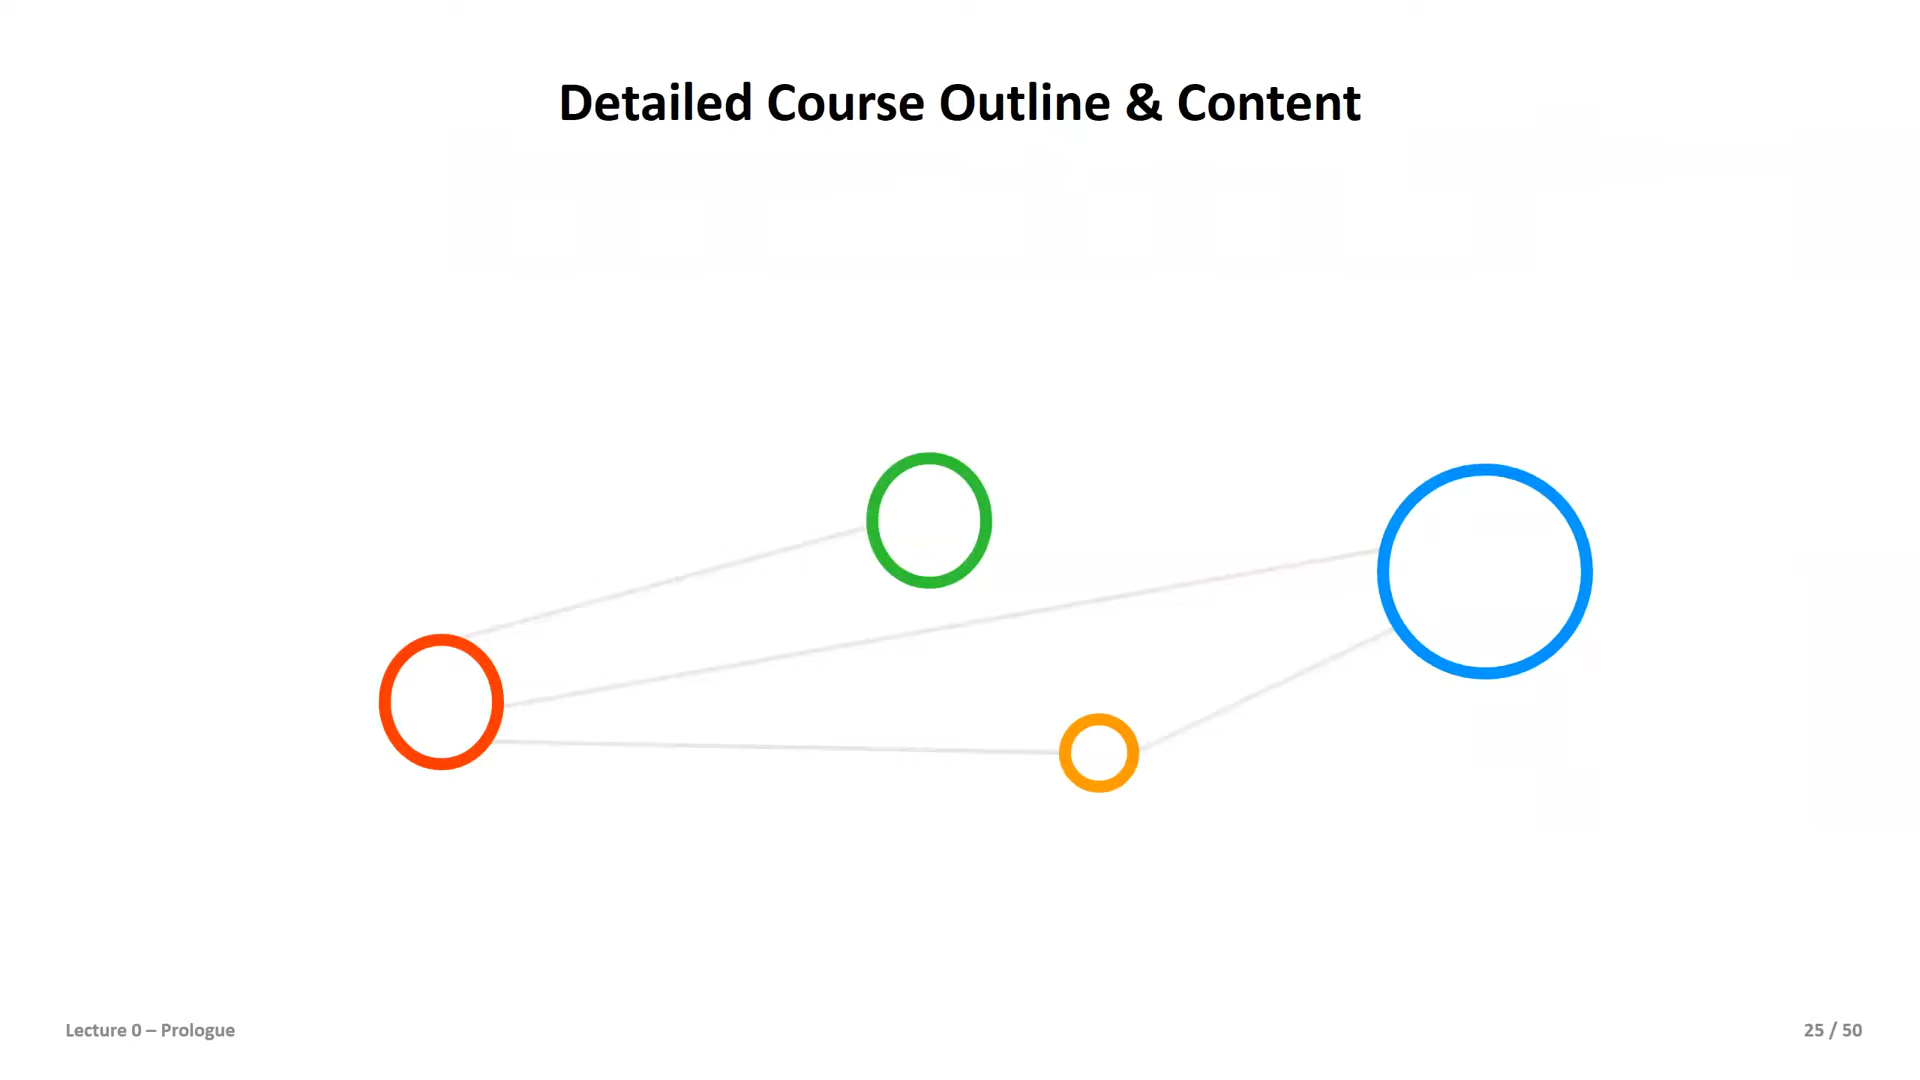 Detailed Course Outline & Content
Lecture 0 – Prologue
25 / 50